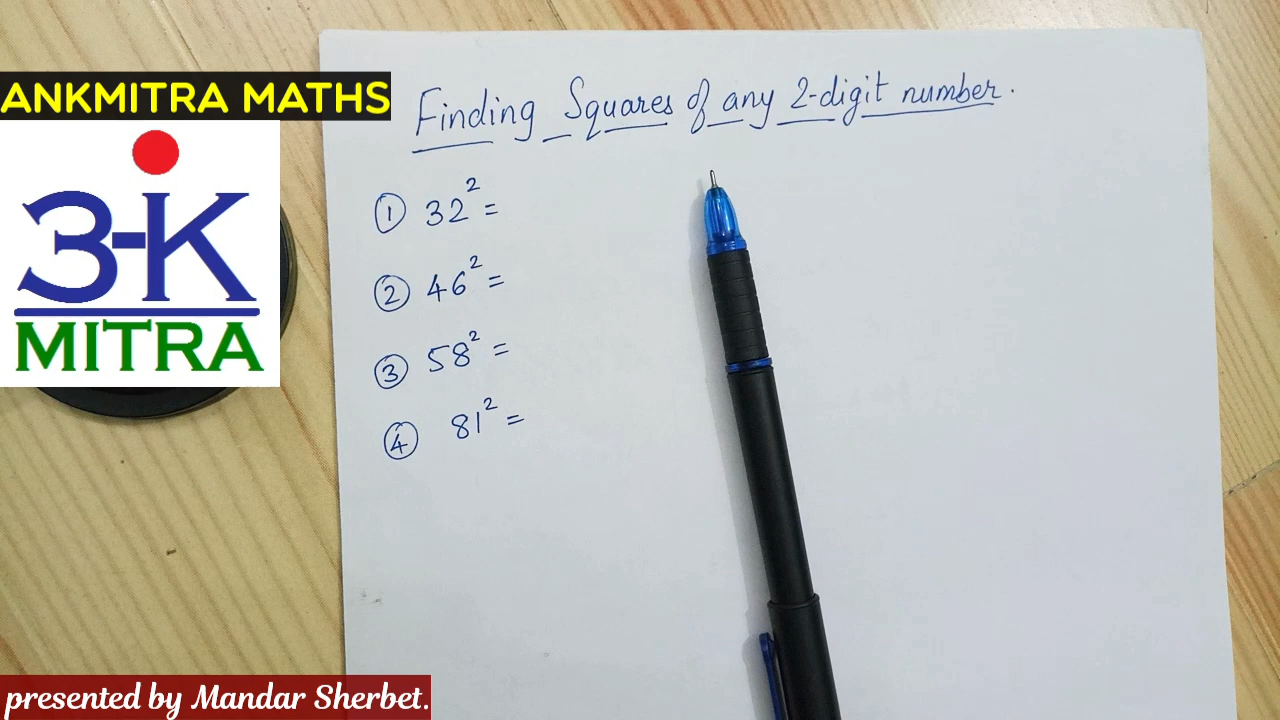 ANKMITRA MATHS
3-K
MITRA
Finding Squares of any 2-digit number.
① 32² =
② 46² =
③ 58² =
④ 81² =
presented by Mandar Sherbet.